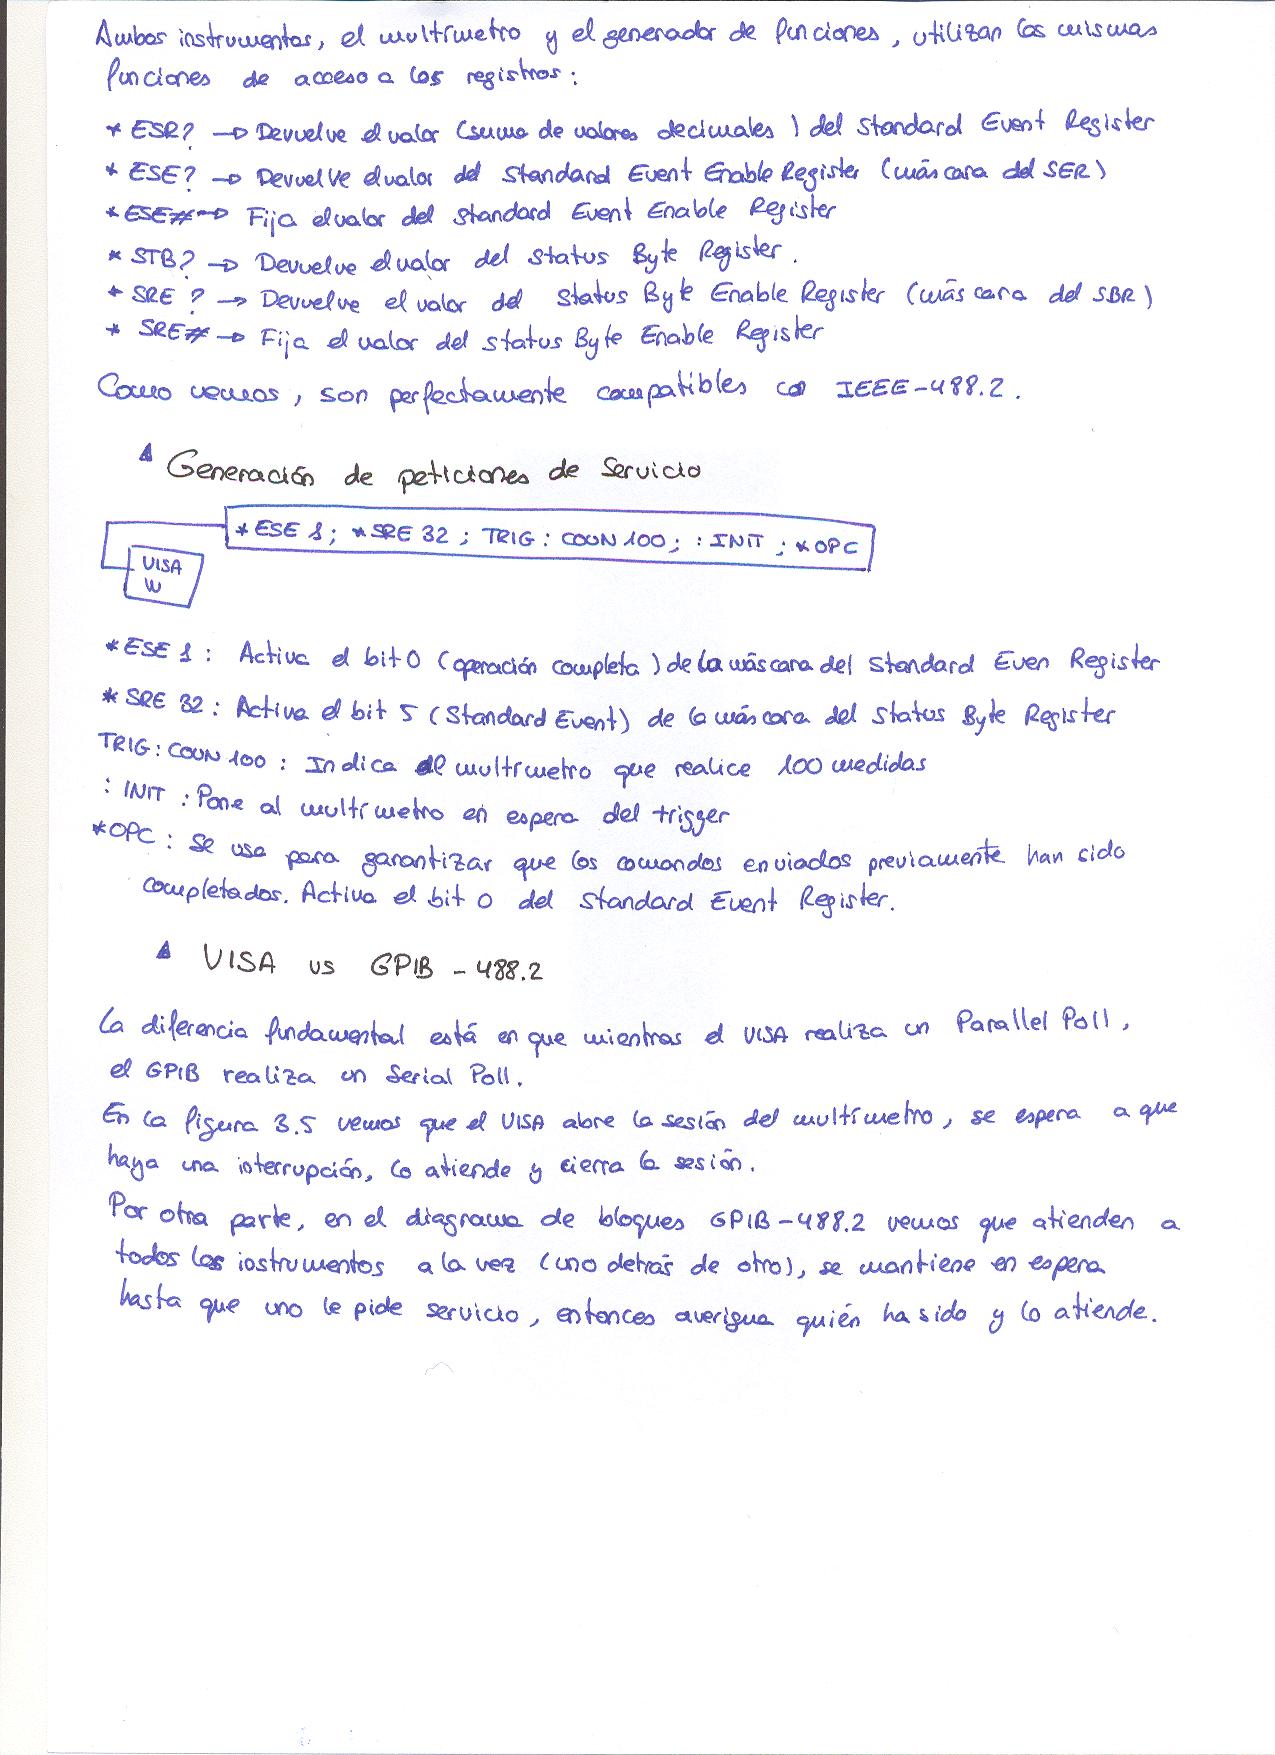 Ambos instrumentos, el multímetro y el generador de funciones, utilizan las mismas
funciones de acceso a los registros:
* ESR? → Devuelve el valor (suma de valores decimales) del Standard Event Register
* ESE? → Devuelve el valor del Standard Event Enable Register (máscara del SER)
* ESE# → Fija el valor del Standard Event Enable Register
* STB? → Devuelve el valor del Status Byte Register.
* SRE ? → Devuelve el valor del Status Byte Enable Register (máscara del SBR)
* SRE# → Fija el valor del Status Byte Enable Register
Como vemos, son perfectamente compatibles con IEEE-488.2.
Generación de peticiones de Servicio
*ESE 1; *SRE 32; TRIG:COUN 100; :INIT; *OPC
VISA
W
*ESE 1: Activa el bit 0 (operación completa) de la máscara del Standard Even Register
*SRE 32: Activa el bit 5 (Standard Event) de la máscara del Status Byte Register
TRIG:COUN 100: Indica al multímetro que realice 100 medidas
:INIT: Pone al multímetro en espera del trigger
*OPC: Se usa para garantizar que los comandos enviados previamente han sido
completados. Activa el bit 0 del Standard Event Register.
VISA vs GPIB-488.2
La diferencia fundamental está en que mientras el VISA realiza un Parallel Poll,
el GPIB realiza un Serial Poll.
En la figura 3.5 vemos que el VISA abre la sesión del multímetro, se espera a que
haya una interrupción, lo atiende y cierra la sesión.
Por otra parte, en el diagrama de bloques GPIB-488.2 vemos que atienden a
todos los instrumentos a la vez (uno detrás de otro), se mantiene en espera
hasta que uno le pide servicio, entonces averigua quién ha sido y lo atiende.